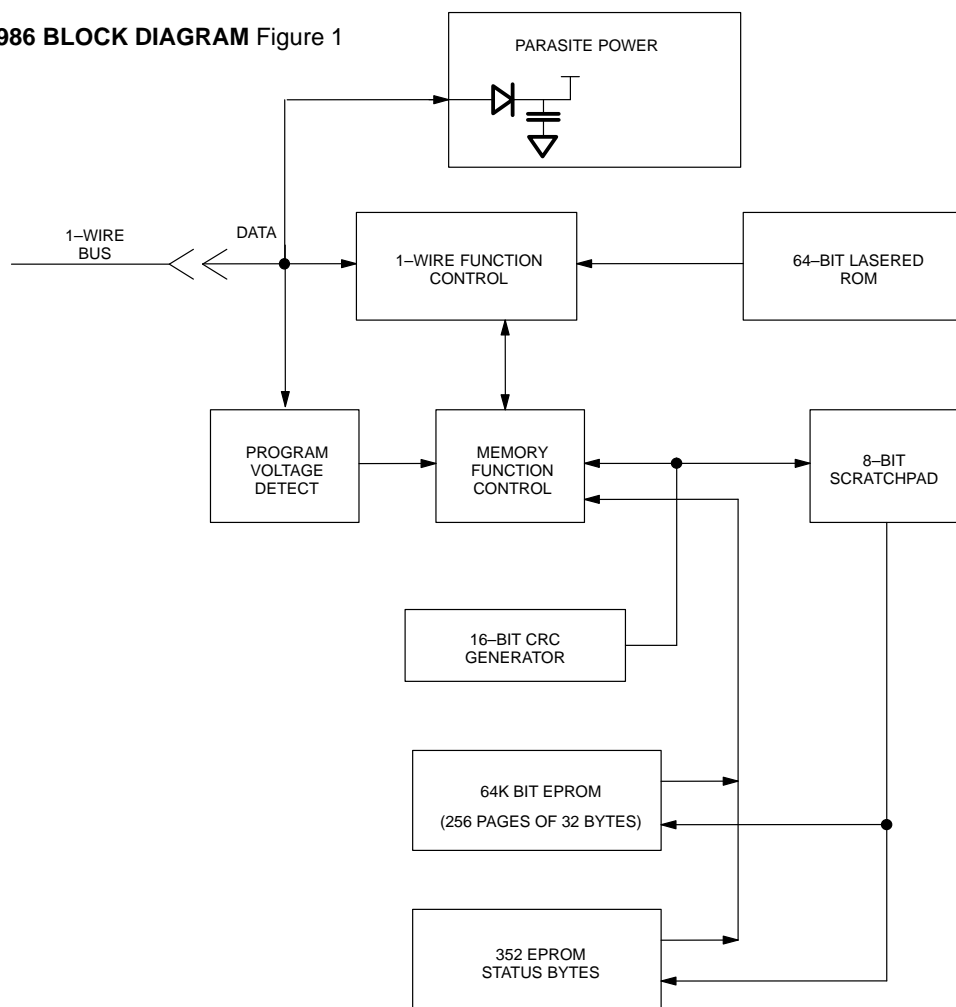 986 BLOCK DIAGRAM Figure 1
PARASITE POWER
1–WIRE
BUS
DATA
1–WIRE FUNCTION
CONTROL
64–BIT LASERED
ROM
PROGRAM
VOLTAGE
DETECT
MEMORY
FUNCTION
CONTROL
8–BIT
SCRATCHPAD
16–BIT CRC
GENERATOR
64K BIT EPROM
(256 PAGES OF 32 BYTES)
352 EPROM
STATUS BYTES